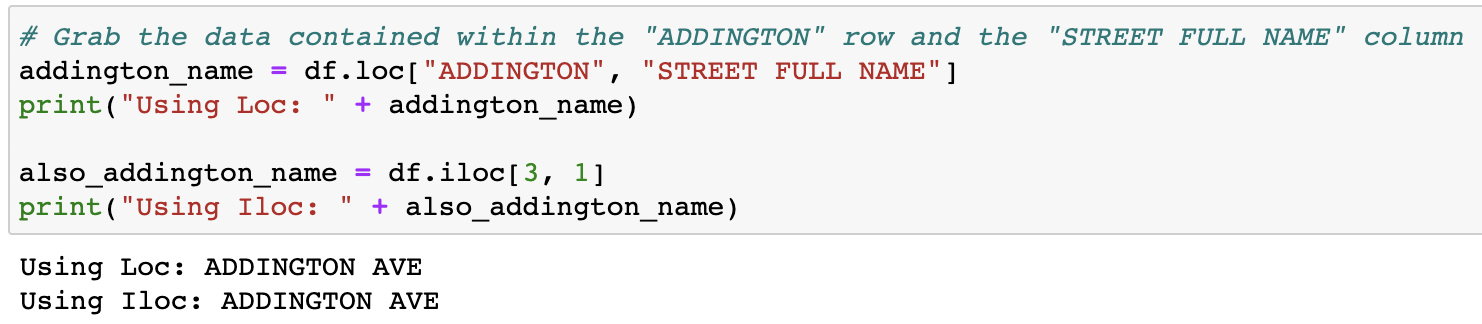 # Grab the data contained within the "ADDINGTON" row and the "STREET FULL NAME" column
addington_name = df.loc["ADDINGTON", "STREET FULL NAME"]
print("Using Loc: " + addington_name)
also_addington_name = df.iloc[3, 1]
print("Using Iloc: " + also_addington_name)
Using Loc: ADDINGTON AVE
Using Iloc: ADDINGTON AVE